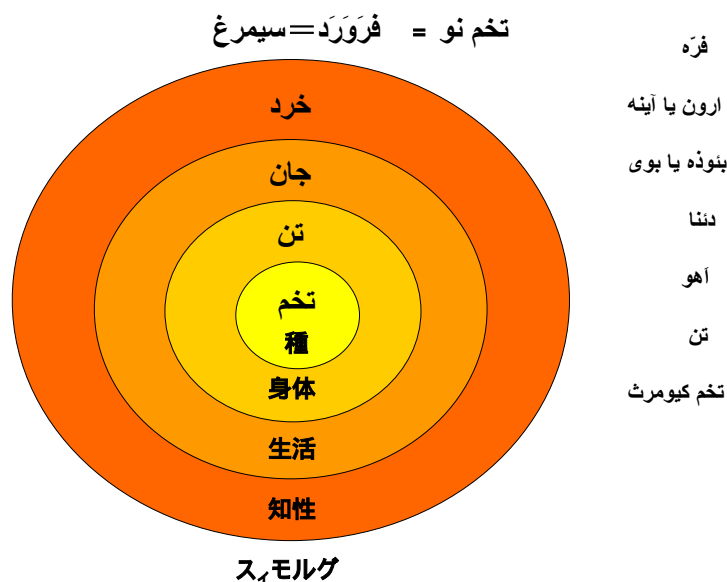 تخم نو = فَروَرَد=سیمرغ
خرد
جان
تن
تخم
種
身体
生活
知性
スィモルグ
فرّه
ارون یا آینه
بئوذه یا بوی
دئنا
آهو
تن
تخم کیومرث